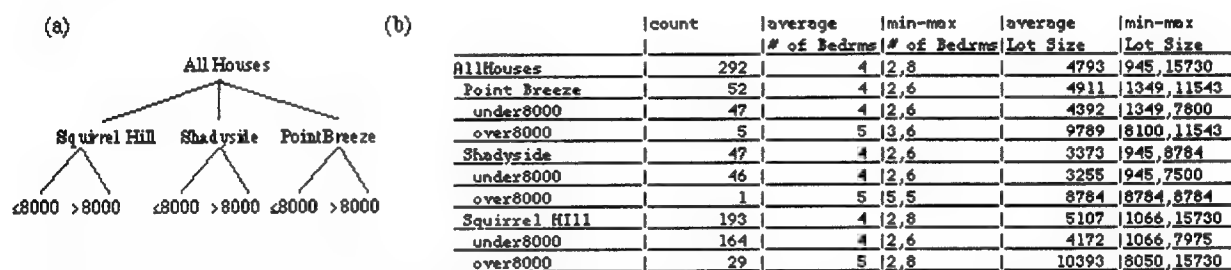 (a)
All Houses
Squirrel Hill Shadyside PointBreeze
≤8000 >8000 ≤8000 >8000 ≤8000 >8000
(b)
|count |average |min-max |average |min-max
| |# of Bedrms|# of Bedrms|Lot Size |Lot Size
AllHouses | 292 | 4 |2,8 | 4793 |945,15730
Point Breeze | 52 | 4 |2,6 | 4911 |1349,11543
under8000 | 47 | 4 |2,6 | 4392 |1349,7800
over8000 | 5 | 5 |3,6 | 9789 |8100,11543
Shadyside | 47 | 4 |2,6 | 3373 |945,8784
under8000 | 46 | 4 |2,6 | 3255 |945,7500
over8000 | 1 | 5 |5,5 | 8784 |8784,8784
Squirrel HIll | 193 | 4 |2,8 | 5107 |1066,15730
under8000 | 164 | 4 |2,6 | 4172 |1066,7975
over8000 | 29 | 5 |2,8 | 10393 |8050,15730